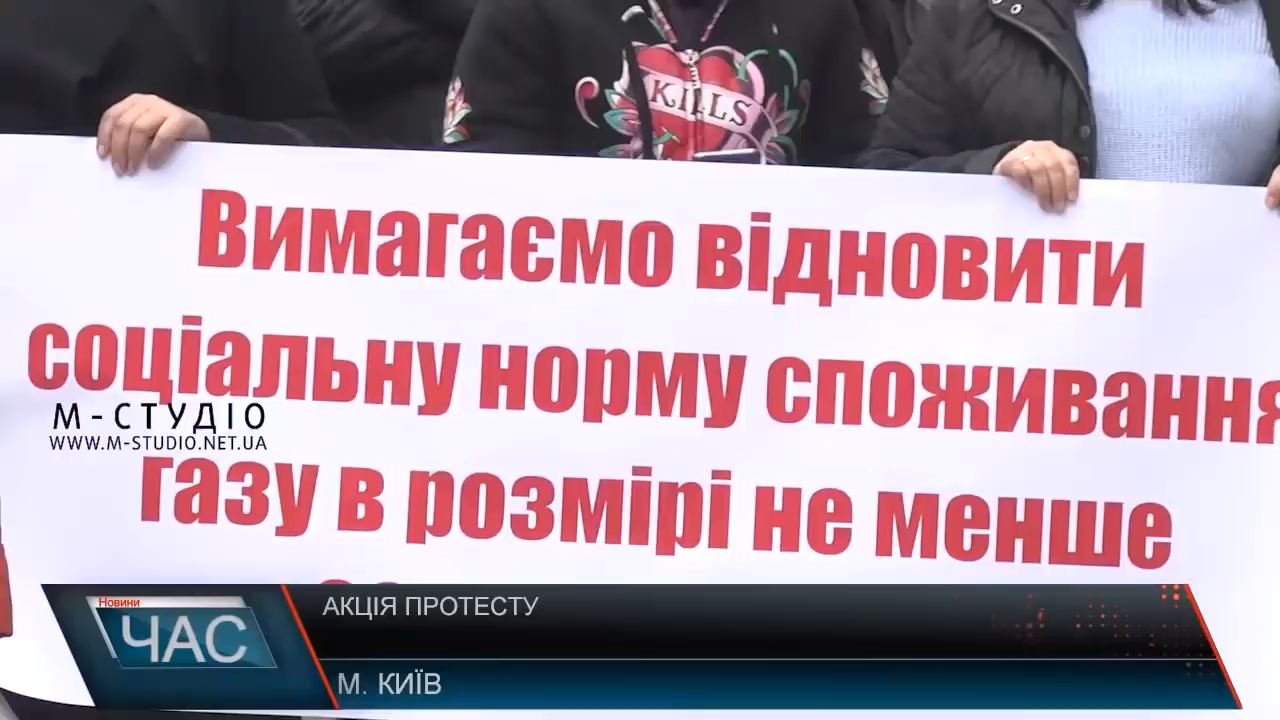 KILLS
Вимагаємо відновити
соціальну норму споживання
газу в розмірі не менше
М-СТУДІО
WWW.M-STUDIO.NET.UA
Новини
ЧАС
АКЦІЯ ПРОТЕСТУ
М. КИЇВ